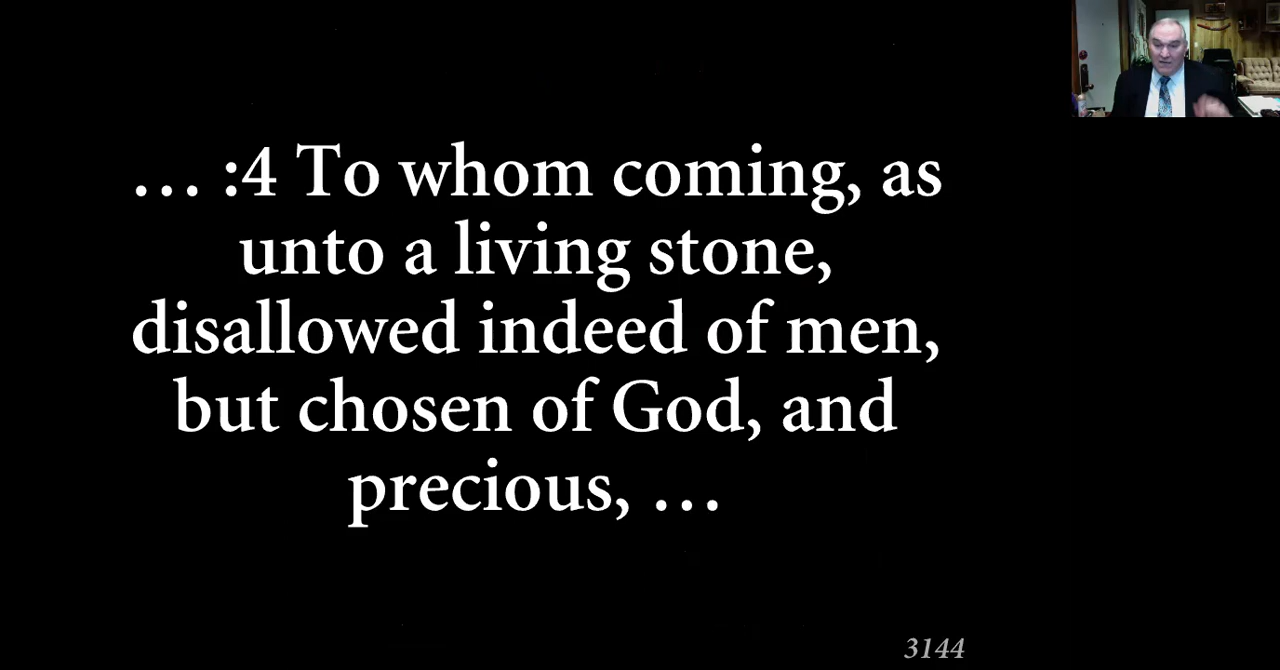 … :4 To whom coming, as
unto a living stone,
disallowed indeed of men,
but chosen of God, and
precious, …
3144